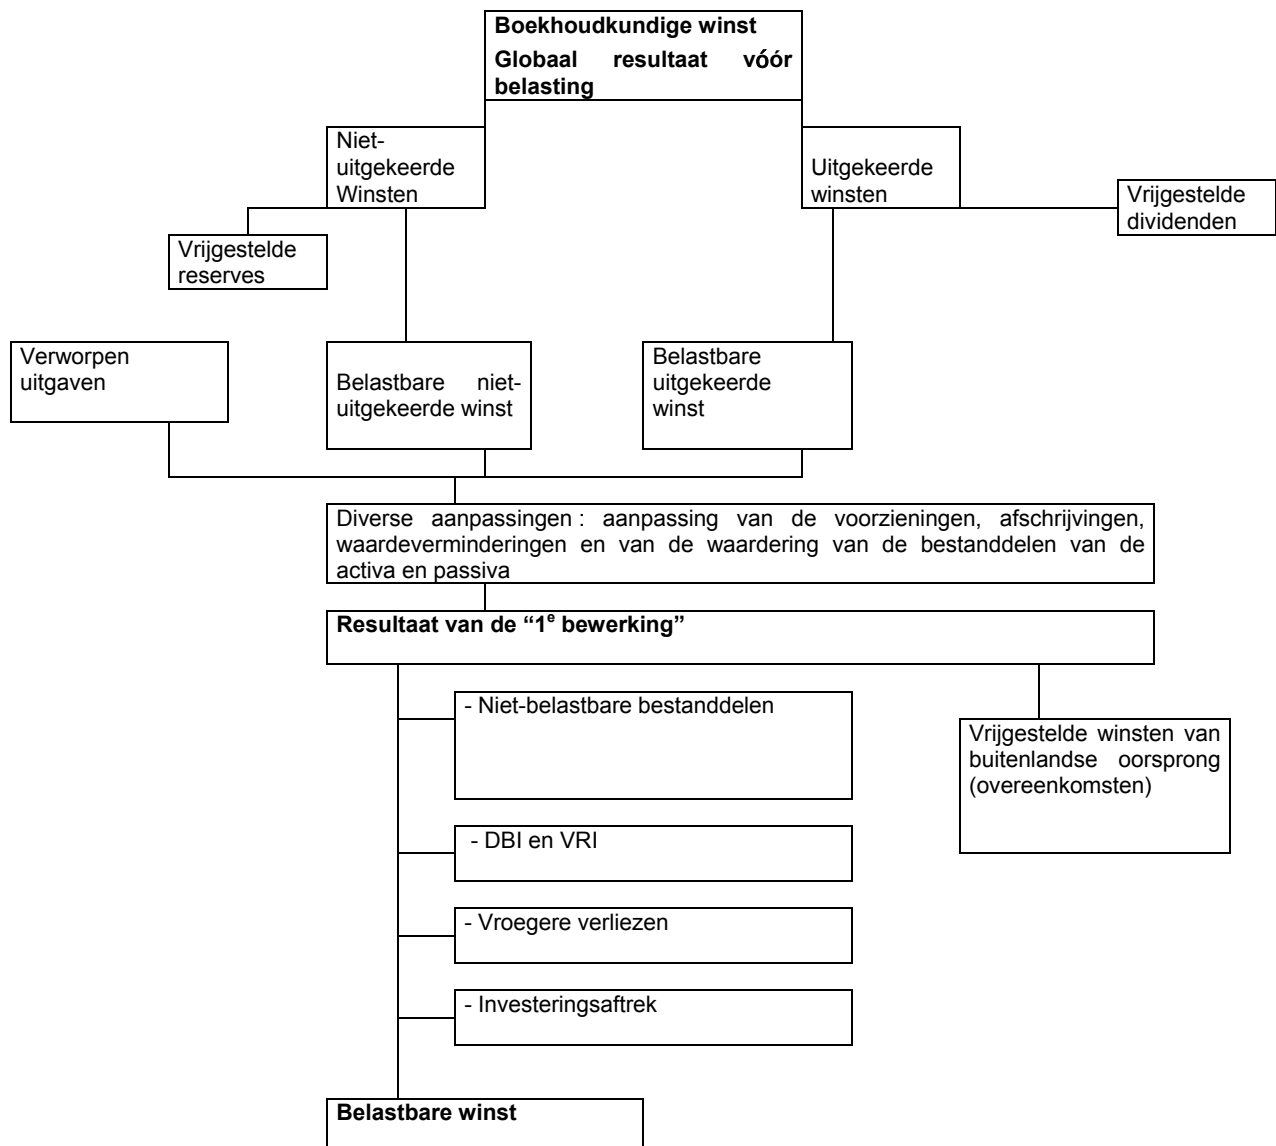 Boekhoudkundige winst
Globaal resultaat vóór
belasting
Niet-
uitgekeerde
Winsten
Uitgekeerde
winsten
Vrijgestelde
dividenden
Vrijgestelde
reserves
Verworpen
uitgaven
Belastbare niet-
uitgekeerde winst
Belastbare
uitgekeerde
winst
Diverse aanpassingen : aanpassing van de voorzieningen, afschrijvingen,
waardeverminderingen en van de waardering van de bestanddelen van de
activa en passiva
Resultaat van de “1e bewerking”
- Niet-belastbare bestanddelen
Vrijgestelde winsten van
buitenlandse oorsprong
(overeenkomsten)
- DBI en VRI
- Vroegere verliezen
- Investeringsaftrek
Belastbare winst